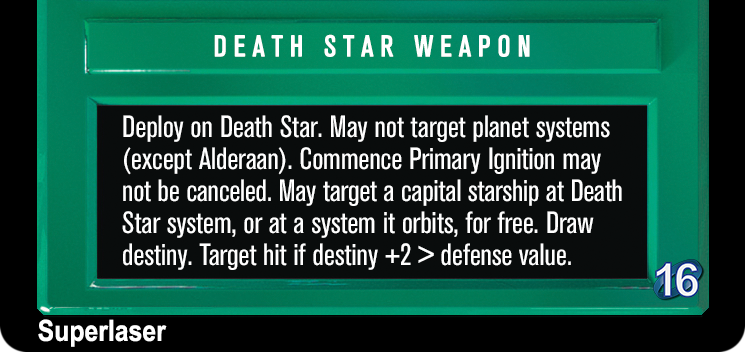 DEATH STAR WEAPON
Deploy on Death Star. May not target planet systems
(except Alderaan). Commence Primary Ignition may
not be canceled. May target a capital starship at Death
Star system, or at a system it orbits, for free. Draw
destiny. Target hit if destiny +2 > defense value.
16
Superlaser